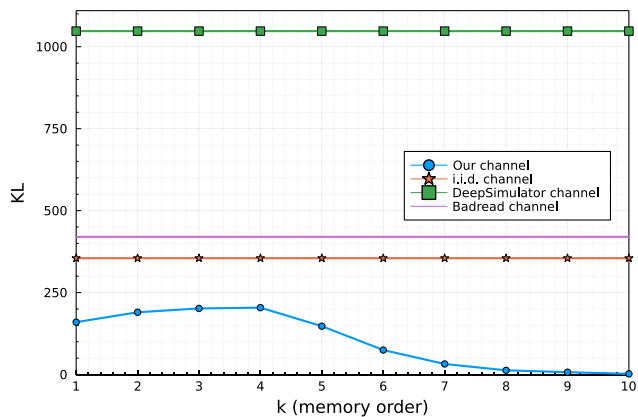 1000
750
500
250
0
KL
Our channel
i.i.d. channel
DeepSimulator channel
Badread channel
1 2 3 4 5 6 7 8 9 10
k (memory order)